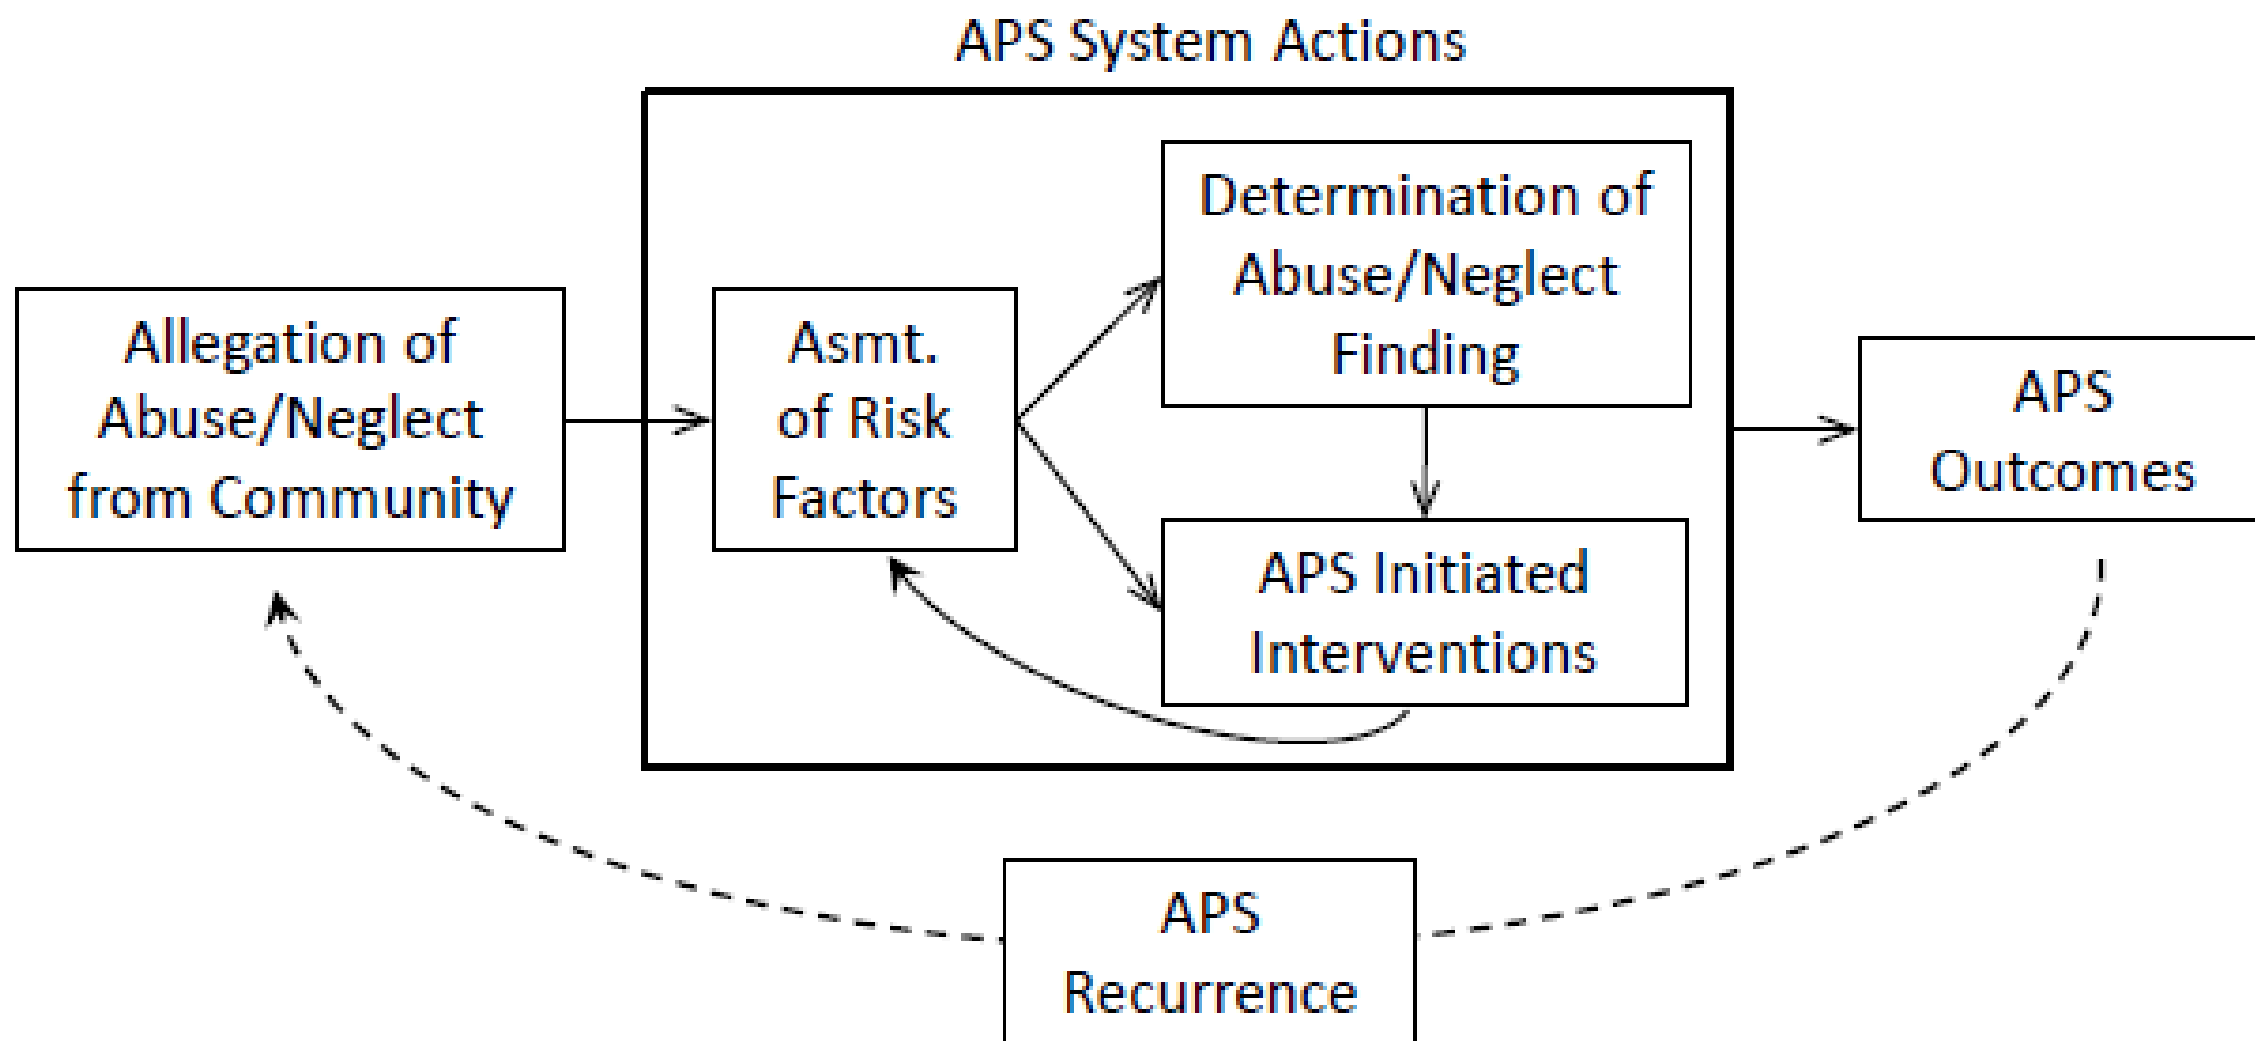 APS System Actions
Allegation of
Abuse/Neglect
from Community
Asmt.
of Risk
Factors
Determination of
Abuse/Neglect
Finding
APS Initiated
Interventions
APS
Outcomes
APS
Recurrence